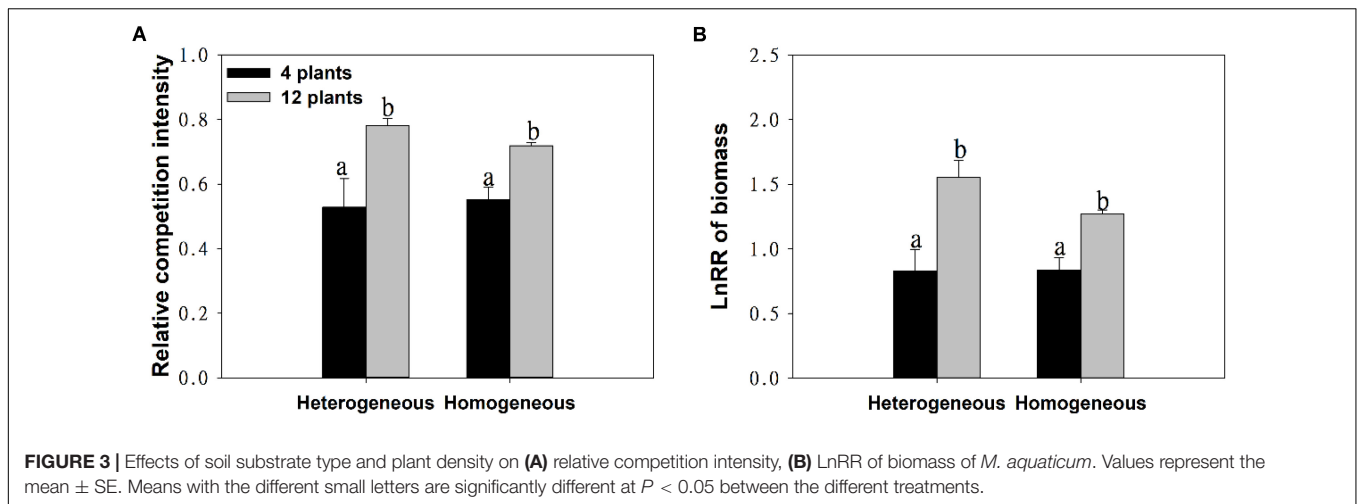 A
Relative competition intensity
1.0
0.8
0.6
0.4
0.2
0.0
4 plants
12 plants
a
b
a
b
Heterogeneous Homogeneous
B
LnRR of biomass
2.5
2.0
1.5
1.0
0.5
0.0
a
b
a
b
Heterogeneous Homogeneous
FIGURE 3 | Effects of soil substrate type and plant density on (A) relative competition intensity, (B) LnRR of biomass of M. aquaticum. Values represent the
mean ± SE. Means with the different small letters are significantly different at P < 0.05 between the different treatments.